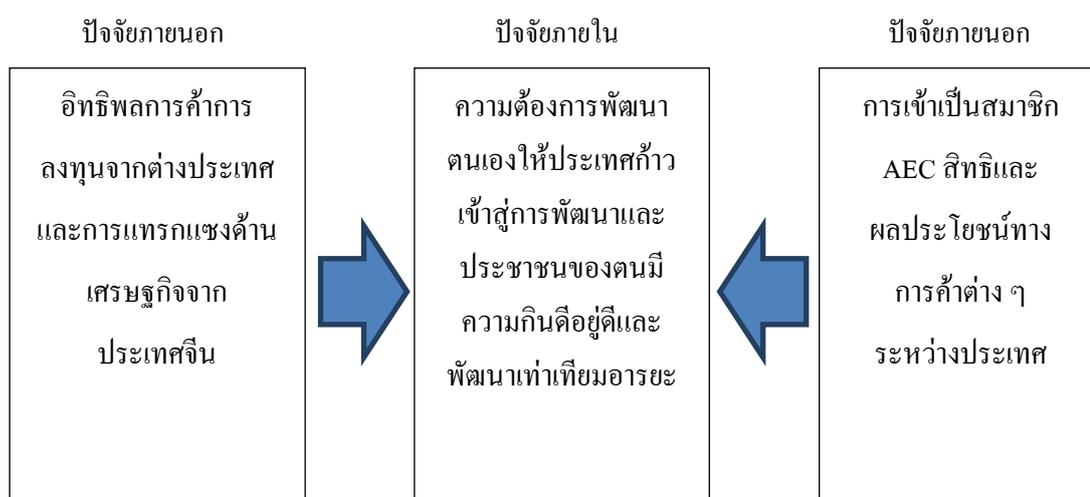 ปัจจัยภายนอก
อิทธิพลการค้าการ
ลงทุนจากต่างประเทศ
และการแทรกแซงด้าน
เศรษฐกิจจาก
ประเทศจีน
ปัจจัยภายใน
ความต้องการพัฒนา
ตนเองให้ประเทศก้าว
เข้าสู่การพัฒนาและ
ประชาชนของตนมี
ความกินดีอยู่ดีและ
พัฒนาเท่าเทียมอารยะ
ปัจจัยภายนอก
การเข้าเป็นสมาชิก
AEC สิทธิและ
ผลประโยชน์ทาง
การค้าต่าง ๆ
ระหว่างประเทศ